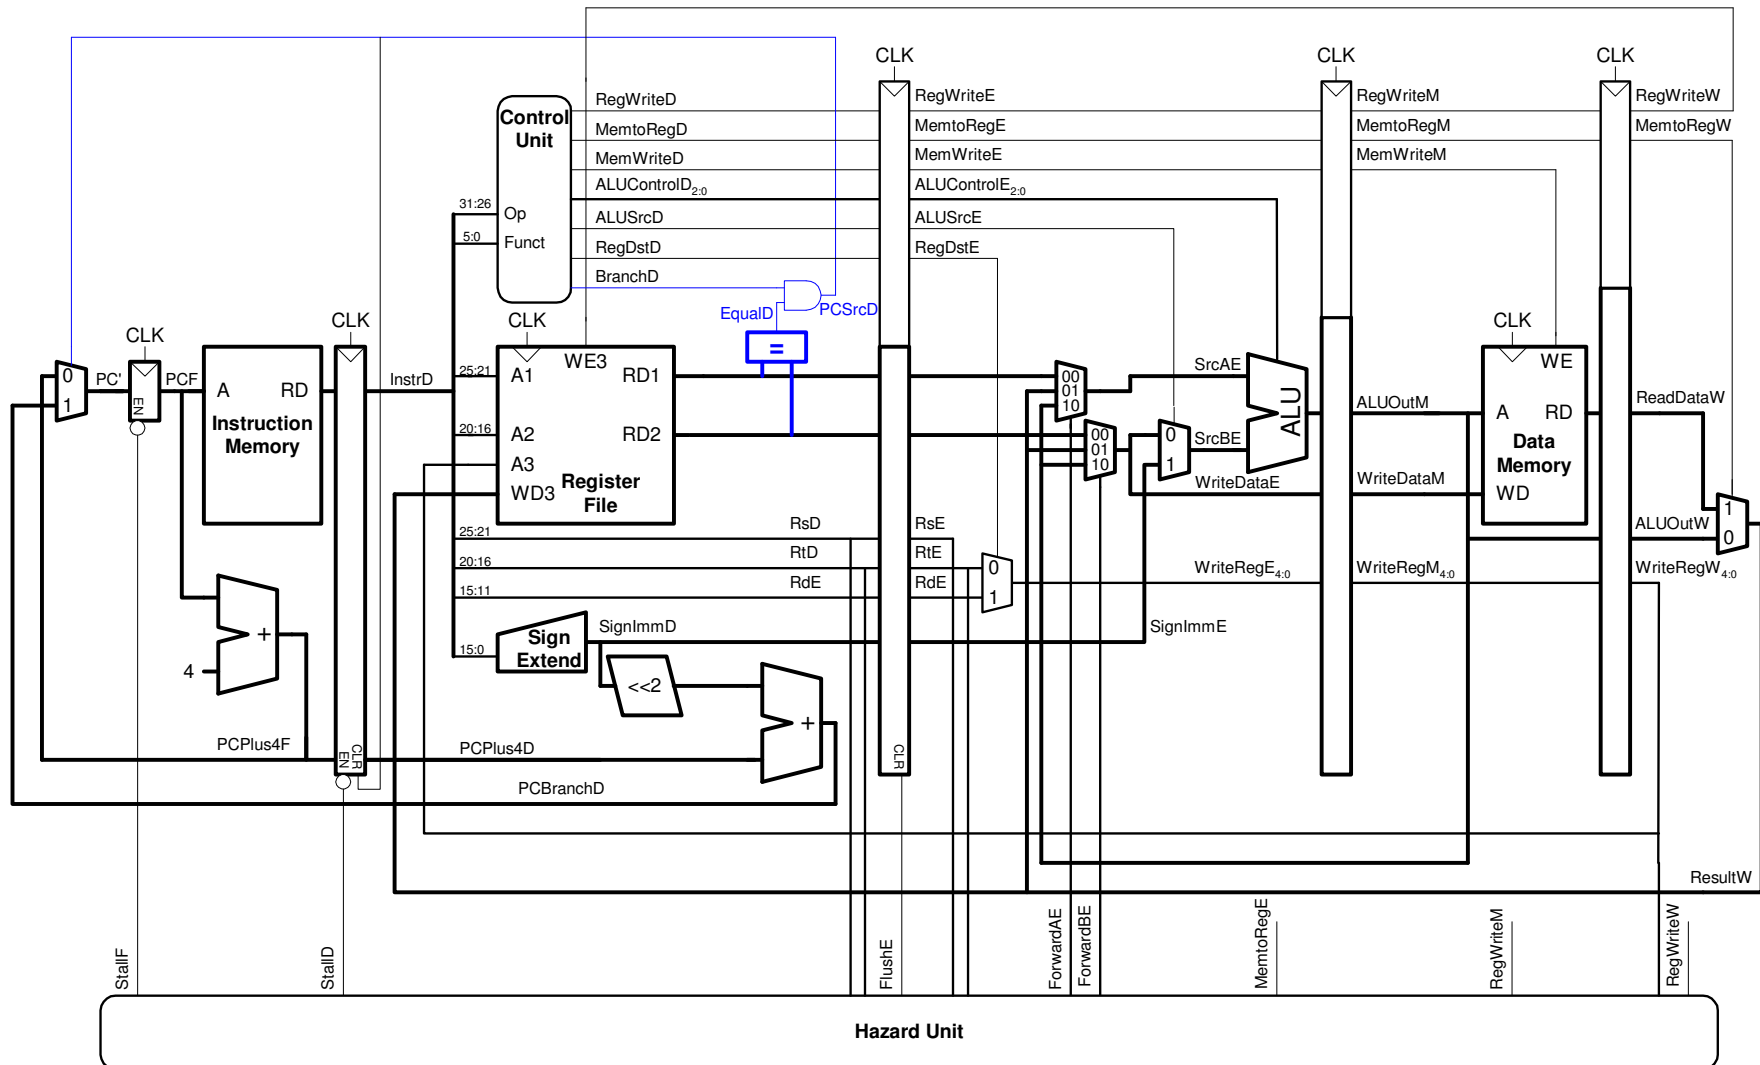 CLK
CLK
CLK
RegWriteD
RegWriteE
RegWriteM
RegWriteW
Control
Unit
MemtoRegD
MemtoRegE
MemtoRegM
MemtoRegW
MemWriteD
MemWriteE
MemWriteM
ALUControlD2:0
ALUControlE2:0
31:26
Op
ALUSrcD
ALUSrcE
5:0
Funct
RegDstD
RegDstE
BranchD
EqualD
PCSrcD
CLK
CLK
CLK
CLK
=
WE3
WE
0
1
PC'
EN
PCF
A
RD
Instruction
Memory
InstrD
25:21
A1
RD1
20:16
A2
RD2
A3
WD3
Register
File
00
01
10
00
01
10
SrcAE
0
1
SrcBE
WriteDataE
ALU
ALUOutM
WriteDataM
A
RD
Data
Memory
WD
ReadDataW
1
0
ALUOutW
25:21
RsD
RsE
20:16
RtD
RtE
15:11
RdE
RdE
0
1
WriteRegE4:0
WriteRegM4:0
WriteRegW4:0
+
4
15:0
Sign
Extend
SignImmD
SignImmE
<<2
+
PCPlus4F
EN
CLR
PCPlus4D
CLR
PCBranchD
ResultW
StallF
StallD
FlushE
ForwardAE
ForwardBE
MemtoRegE
RegWriteM
RegWriteW
Hazard Unit